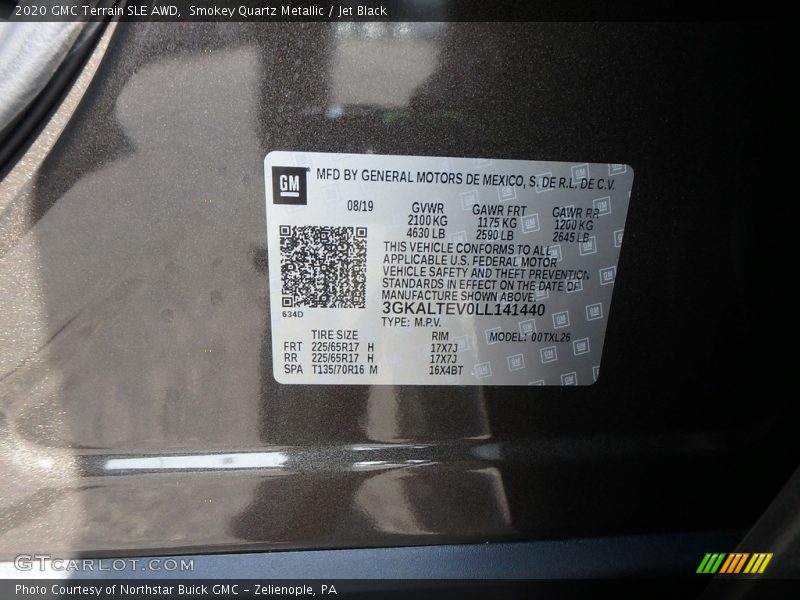 2020 GMC Terrain SLE AWD, Smokey Quartz Metallic / Jet Black
GM MFD BY GENERAL MOTORS DE MEXICO, S. DE R.L. DE C.V.
08/19 GVWR GAWR FRT GAWR RR
2100 KG 1175 KG 1200 KG
4630 LB 2590 LB 2645 LB
THIS VEHICLE CONFORMS TO ALL
APPLICABLE U.S. FEDERAL MOTOR
VEHICLE SAFETY AND THEFT PREVENTION
STANDARDS IN EFFECT ON THE DATE OF
MANUFACTURE SHOWN ABOVE.
634D 3GKALTEV0LL141440
TYPE: M.P.V. MODEL: 00TXL26
TIRE SIZE RIM
FRT 225/65R17 H 17X7J
RR 225/65R17 H 17X7J
SPA T135/70R16 M 16X4BT
GTCARLOT.COM
Photo Courtesy of Northstar Buick GMC - Zelienople, PA